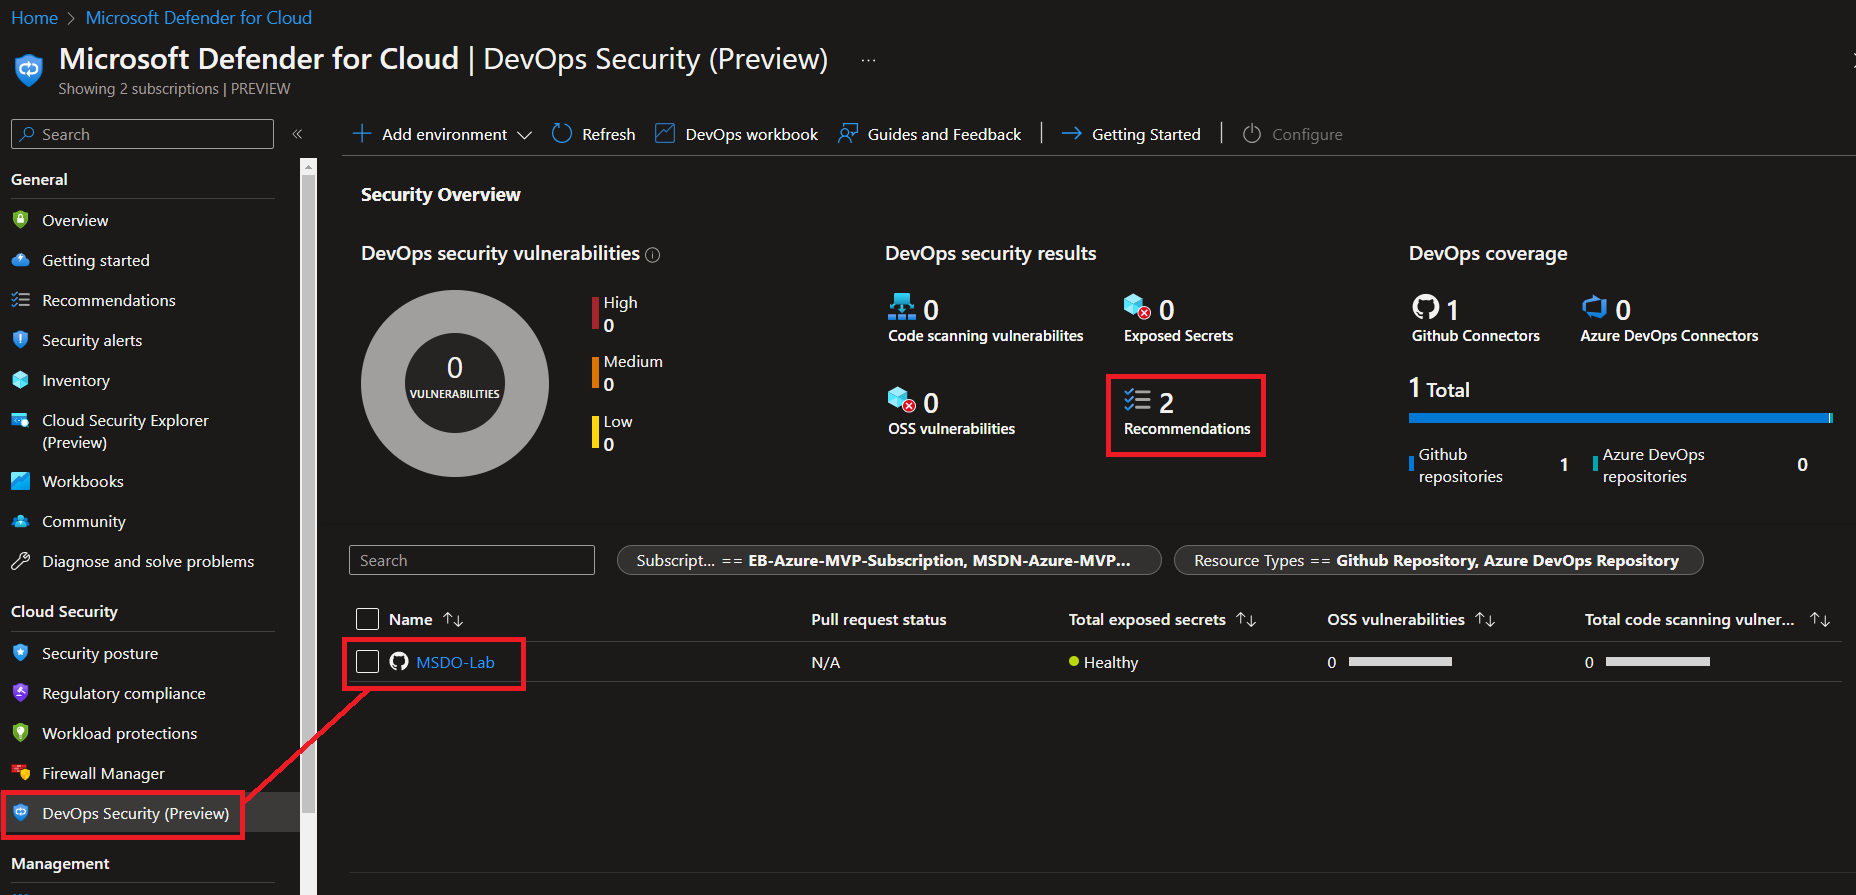 Home > Microsoft Defender for Cloud
Microsoft Defender for Cloud | DevOps Security (Preview) ...
Showing 2 subscriptions | PREVIEW
Search
«
General
Overview
Getting started
Recommendations
Security alerts
Inventory
Cloud Security Explorer
(Preview)
Workbooks
Community
Diagnose and solve problems
Cloud Security
Security posture
Regulatory compliance
Workload protections
Firewall Manager
DevOps Security (Preview)
Management
Add environment
Refresh
DevOps workbook
Guides and Feedback
Getting Started
Configure
Security Overview
DevOps security vulnerabilities
0
VULNERABILITIES
High
0
Medium
0
Low
0
DevOps security results
0
Code scanning vulnerabilites
0
Exposed Secrets
0
OSS vulnerabilities
2
Recommendations
DevOps coverage
1
Github Connectors
0
Azure DevOps Connectors
1 Total
Github
repositories
1
Azure DevOps
repositories
0
Search
Subscript... == EB-Azure-MVP-Subscription, MSDN-Azure-MVP...
Resource Types == Github Repository, Azure DevOps Repository
Name ↑↓ Pull request status Total exposed secrets ↑↓ OSS vulnerabilities ↑↓ Total code scanning vulner... ↑↓
MSDO-Lab N/A Healthy 0 0